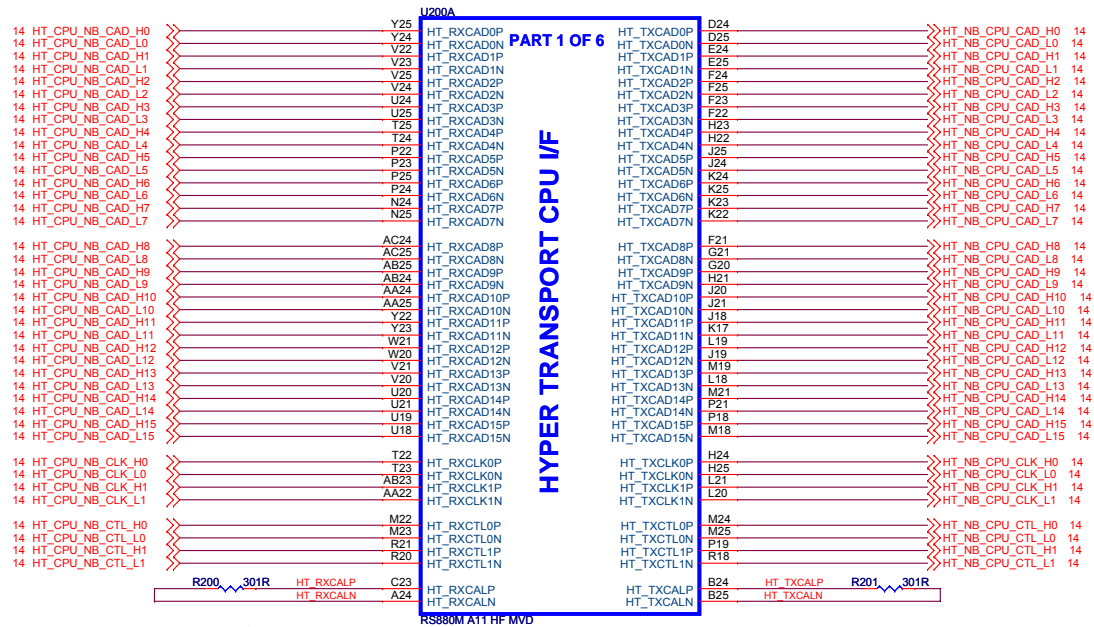 U200A
PART 1 OF 6
HYPER TRANSPORT CPU I/F
14 HT_CPU_NB_CAD_H0 Y25 HT_RXCAD0P HT_TXCAD0P D24 HT_NB_CPU_CAD_H0 14
14 HT_CPU_NB_CAD_L0 Y24 HT_RXCAD0N HT_TXCAD0N D25 HT_NB_CPU_CAD_L0 14
14 HT_CPU_NB_CAD_H1 V22 HT_RXCAD1P HT_TXCAD1P E24 HT_NB_CPU_CAD_H1 14
14 HT_CPU_NB_CAD_L1 V23 HT_RXCAD1N HT_TXCAD1N E25 HT_NB_CPU_CAD_L1 14
14 HT_CPU_NB_CAD_H2 V25 HT_RXCAD2P HT_TXCAD2P F24 HT_NB_CPU_CAD_H2 14
14 HT_CPU_NB_CAD_L2 V24 HT_RXCAD2N HT_TXCAD2N F25 HT_NB_CPU_CAD_L2 14
14 HT_CPU_NB_CAD_H3 U24 HT_RXCAD3P HT_TXCAD3P F23 HT_NB_CPU_CAD_H3 14
14 HT_CPU_NB_CAD_L3 U25 HT_RXCAD3N HT_TXCAD3N F22 HT_NB_CPU_CAD_L3 14
14 HT_CPU_NB_CAD_H4 T25 HT_RXCAD4P HT_TXCAD4P H23 HT_NB_CPU_CAD_H4 14
14 HT_CPU_NB_CAD_L4 T24 HT_RXCAD4N HT_TXCAD4N H22 HT_NB_CPU_CAD_L4 14
14 HT_CPU_NB_CAD_H5 P22 HT_RXCAD5P HT_TXCAD5P J25 HT_NB_CPU_CAD_H5 14
14 HT_CPU_NB_CAD_L5 P23 HT_RXCAD5N HT_TXCAD5N J24 HT_NB_CPU_CAD_L5 14
14 HT_CPU_NB_CAD_H6 P25 HT_RXCAD6P HT_TXCAD6P K24 HT_NB_CPU_CAD_H6 14
14 HT_CPU_NB_CAD_L6 P24 HT_RXCAD6N HT_TXCAD6N K25 HT_NB_CPU_CAD_L6 14
14 HT_CPU_NB_CAD_H7 N24 HT_RXCAD7P HT_TXCAD7P K23 HT_NB_CPU_CAD_H7 14
14 HT_CPU_NB_CAD_L7 N25 HT_RXCAD7N HT_TXCAD7N K22 HT_NB_CPU_CAD_L7 14
14 HT_CPU_NB_CAD_H8 AC24 HT_RXCAD8P HT_TXCAD8P F21 HT_NB_CPU_CAD_H8 14
14 HT_CPU_NB_CAD_L8 AC25 HT_RXCAD8N HT_TXCAD8N G21 HT_NB_CPU_CAD_L8 14
14 HT_CPU_NB_CAD_H9 AB25 HT_RXCAD9P HT_TXCAD9P G20 HT_NB_CPU_CAD_H9 14
14 HT_CPU_NB_CAD_L9 AB24 HT_RXCAD9N HT_TXCAD9N H21 HT_NB_CPU_CAD_L9 14
14 HT_CPU_NB_CAD_H10 AA24 HT_RXCAD10P HT_TXCAD10P J20 HT_NB_CPU_CAD_H10 14
14 HT_CPU_NB_CAD_L10 AA25 HT_RXCAD10N HT_TXCAD10N J21 HT_NB_CPU_CAD_L10 14
14 HT_CPU_NB_CAD_H11 Y22 HT_RXCAD11P HT_TXCAD11P J18 HT_NB_CPU_CAD_H11 14
14 HT_CPU_NB_CAD_L11 Y23 HT_RXCAD11N HT_TXCAD11N K17 HT_NB_CPU_CAD_L11 14
14 HT_CPU_NB_CAD_H12 W21 HT_RXCAD12P HT_TXCAD12P L19 HT_NB_CPU_CAD_H12 14
14 HT_CPU_NB_CAD_L12 W20 HT_RXCAD12N HT_TXCAD12N J19 HT_NB_CPU_CAD_L12 14
14 HT_CPU_NB_CAD_H13 V21 HT_RXCAD13P HT_TXCAD13P M19 HT_NB_CPU_CAD_H13 14
14 HT_CPU_NB_CAD_L13 V20 HT_RXCAD13N HT_TXCAD13N L18 HT_NB_CPU_CAD_L13 14
14 HT_CPU_NB_CAD_H14 U20 HT_RXCAD14P HT_TXCAD14P M21 HT_NB_CPU_CAD_H14 14
14 HT_CPU_NB_CAD_L14 U21 HT_RXCAD14N HT_TXCAD14N P21 HT_NB_CPU_CAD_L14 14
14 HT_CPU_NB_CAD_H15 U19 HT_RXCAD15P HT_TXCAD15P P18 HT_NB_CPU_CAD_H15 14
14 HT_CPU_NB_CAD_L15 U18 HT_RXCAD15N HT_TXCAD15N M18 HT_NB_CPU_CAD_L15 14
14 HT_CPU_NB_CLK_H0 T22 HT_RXCLK0P HT_TXCLK0P H24 HT_NB_CPU_CLK_H0 14
14 HT_CPU_NB_CLK_L0 T23 HT_RXCLK0N HT_TXCLK0N H25 HT_NB_CPU_CLK_L0 14
14 HT_CPU_NB_CLK_H1 AB23 HT_RXCLK1P HT_TXCLK1P L21 HT_NB_CPU_CLK_H1 14
14 HT_CPU_NB_CLK_L1 AA22 HT_RXCLK1N HT_TXCLK1N L20 HT_NB_CPU_CLK_L1 14
14 HT_CPU_NB_CTL_H0 M22 HT_RXCTL0P HT_TXCTL0P M24 HT_NB_CPU_CTL_H0 14
14 HT_CPU_NB_CTL_L0 M23 HT_RXCTL0N HT_TXCTL0N M25 HT_NB_CPU_CTL_L0 14
14 HT_CPU_NB_CTL_H1 R21 HT_RXCTL1P HT_TXCTL1P P19 HT_NB_CPU_CTL_H1 14
14 HT_CPU_NB_CTL_L1 R20 HT_RXCTL1N HT_TXCTL1N R18 HT_NB_CPU_CTL_L1 14
R200 301R HT_RXCALP C23 HT_RXCALP HT_TXCALP B24 HT_TXCALP R201 301R
HT_RXCALN A24 HT_RXCALN HT_TXCALN B25 HT_TXCALN
RS880M A11 HF MVD